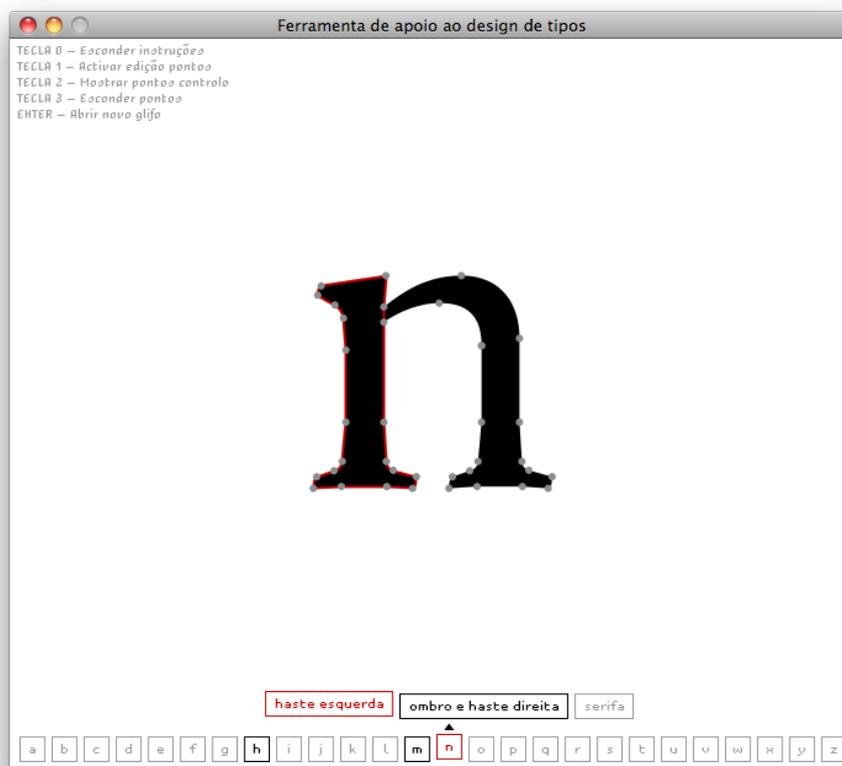 Ferramenta de apoio ao design de tipos
TECLA 0 – Esconder instruções
TECLA 1 – Activar edição pontos
TECLA 2 – Mostrar pontos controlo
TECLA 3 – Esconder pontos
ENTER – Abrir novo glifo
n
haste esquerda ombro e haste direita serifa
a b c d e f g h i j k l m n o p q r s t u v w x y z